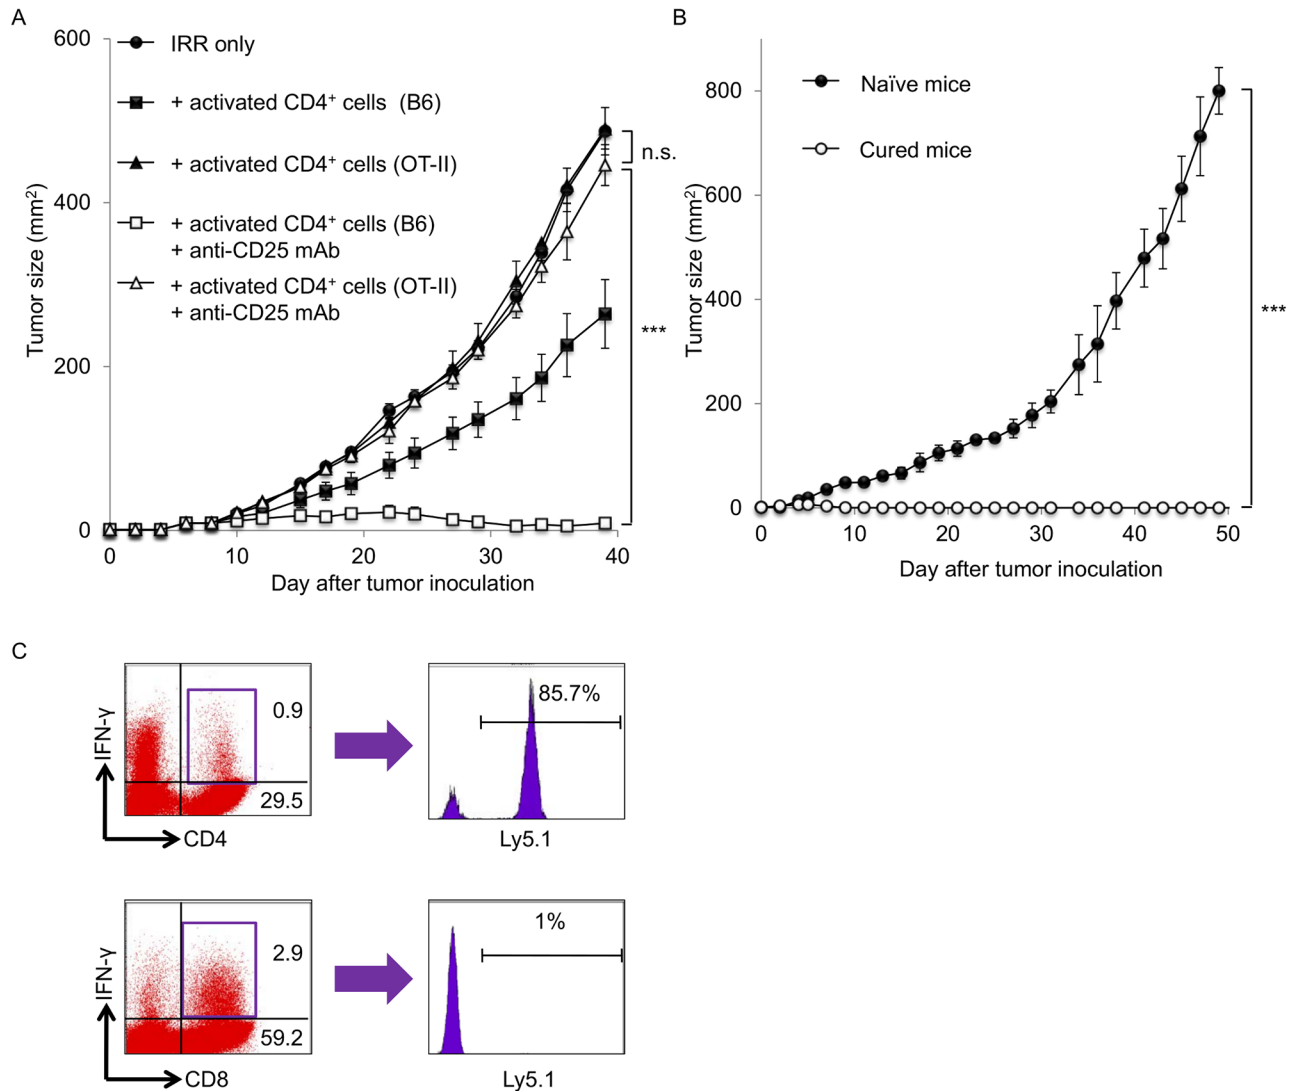 A
600
400
200
0
Tumor size (mm²)
IRR only
+ activated CD4⁺ cells (B6)
+ activated CD4⁺ cells (OT-II)
+ activated CD4⁺ cells (B6)
+ anti-CD25 mAb
+ activated CD4⁺ cells (OT-II)
+ anti-CD25 mAb
n.s.
***
0 10 20 30 40
Day after tumor inoculation
B
800
600
400
200
0
Tumor size (mm²)
Naïve mice
Cured mice
***
0 10 20 30 40 50
Day after tumor inoculation
C
IFN-γ
0.9
29.5
CD4
85.7%
Ly5.1
IFN-γ
2.9
59.2
CD8
1%
Ly5.1